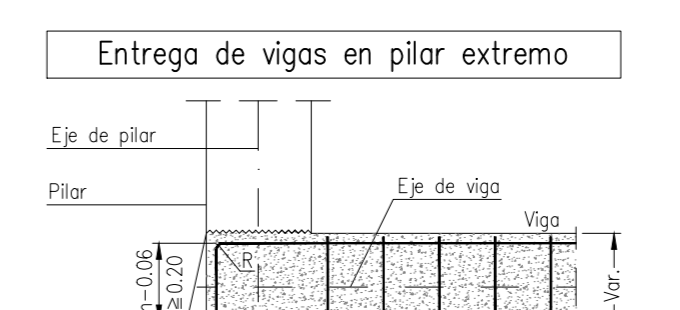 Entrega de vigas en pilar extremo
Eje de pilar
Pilar
Eje de viga
Viga
R
-0.06
≥0.20
Var.